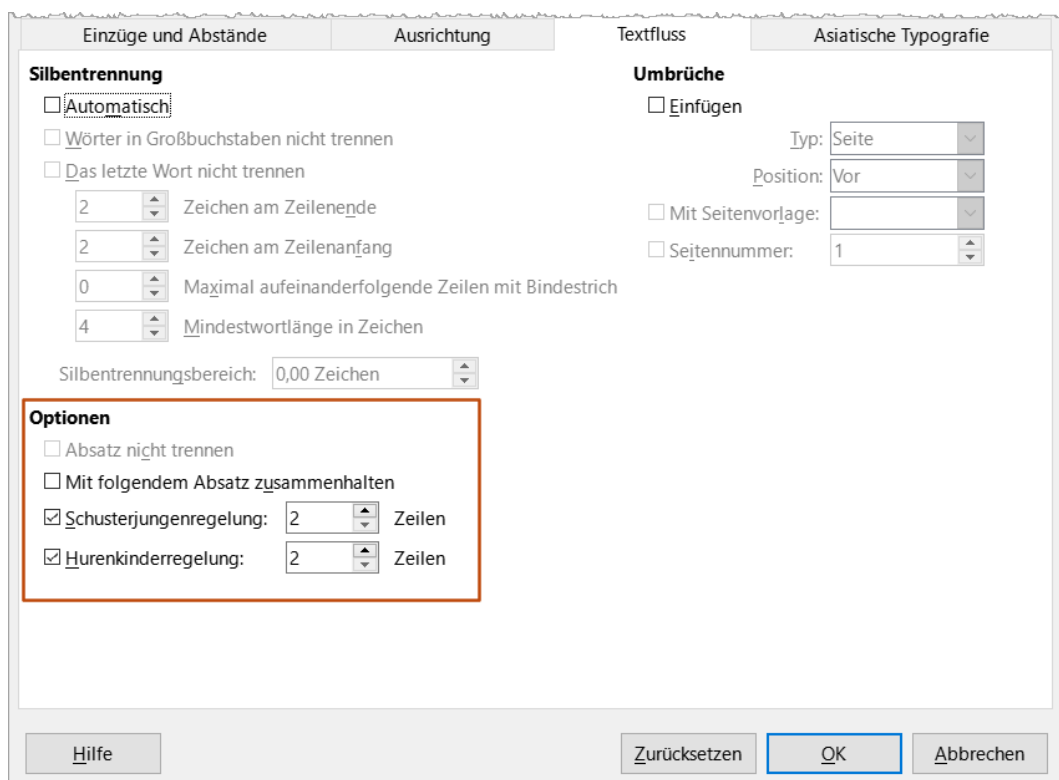 Einzüge und Abstände
Ausrichtung
Textfluss
Asiatische Typografie
Silbentrennung
Automatisch
Wörter in Großbuchstaben nicht trennen
Das letzte Wort nicht trennen
2 Zeichen am Zeilenende
2 Zeichen am Zeilenanfang
0 Maximal aufeinanderfolgende Zeilen mit Bindestrich
4 Mindestwortlänge in Zeichen
Silbentrennungsbereich: 0,00 Zeichen
Umbrüche
Einfügen
Typ: Seite
Position: Vor
Mit Seitenvorlage:
Seitennummer: 1
Optionen
Absatz nicht trennen
Mit folgendem Absatz zusammenhalten
Schusterjungenregelung: 2 Zeilen
Hurenkinderregelung: 2 Zeilen
Hilfe
Zurücksetzen
OK
Abbrechen